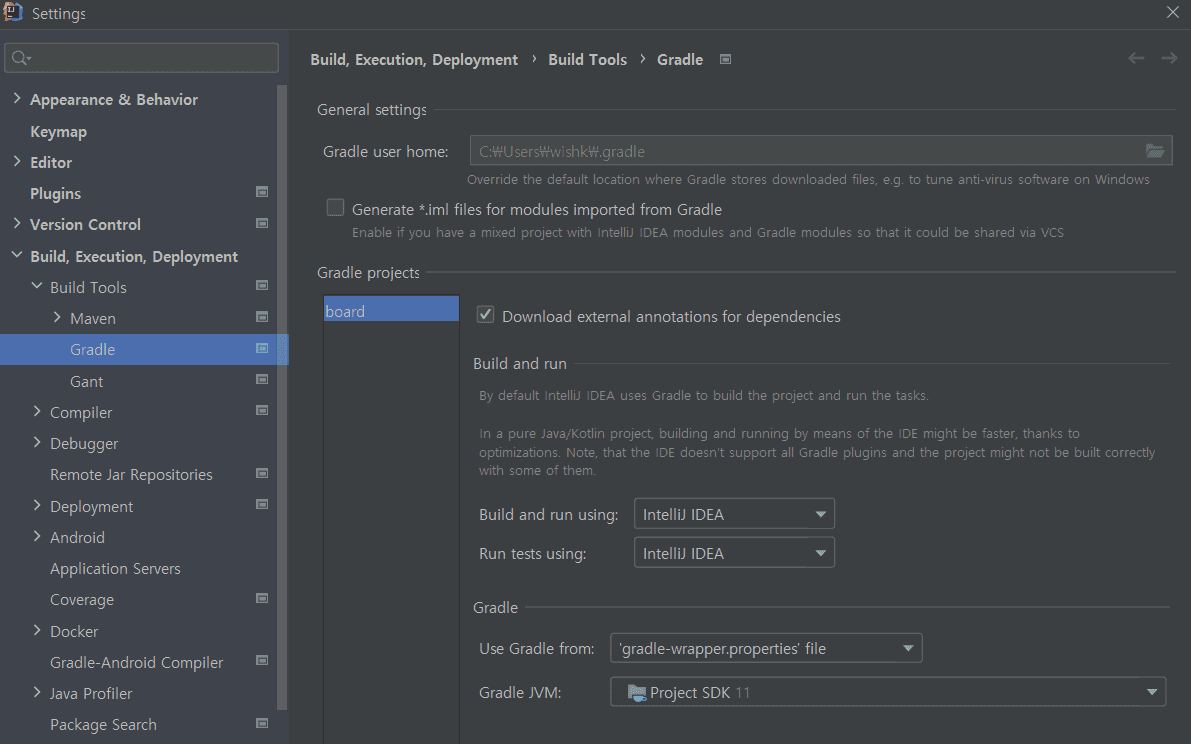 Settings
Appearance & Behavior
Keymap
Editor
Plugins
Version Control
Build, Execution, Deployment
Build Tools
Maven
Gradle
Gant
Compiler
Debugger
Remote Jar Repositories
Deployment
Android
Application Servers
Coverage
Docker
Gradle-Android Compiler
Java Profiler
Package Search
Build, Execution, Deployment › Build Tools › Gradle
General settings
Gradle user home: C:₩Users₩wishk₩.gradle
Override the default location where Gradle stores downloaded files, e.g. to tune anti-virus software on Windows
Generate *.iml files for modules imported from Gradle
Enable if you have a mixed project with IntelliJ IDEA modules and Gradle modules so that it could be shared via VCS
Gradle projects
board
Download external annotations for dependencies
Build and run
By default IntelliJ IDEA uses Gradle to build the project and run the tasks.
In a pure Java/Kotlin project, building and running by means of the IDE might be faster, thanks to
optimizations. Note, that the IDE doesn't support all Gradle plugins and the project might not be built correctly
with some of them.
Build and run using: IntelliJ IDEA
Run tests using: IntelliJ IDEA
Gradle
Use Gradle from: 'gradle-wrapper.properties' file
Gradle JVM: Project SDK 11